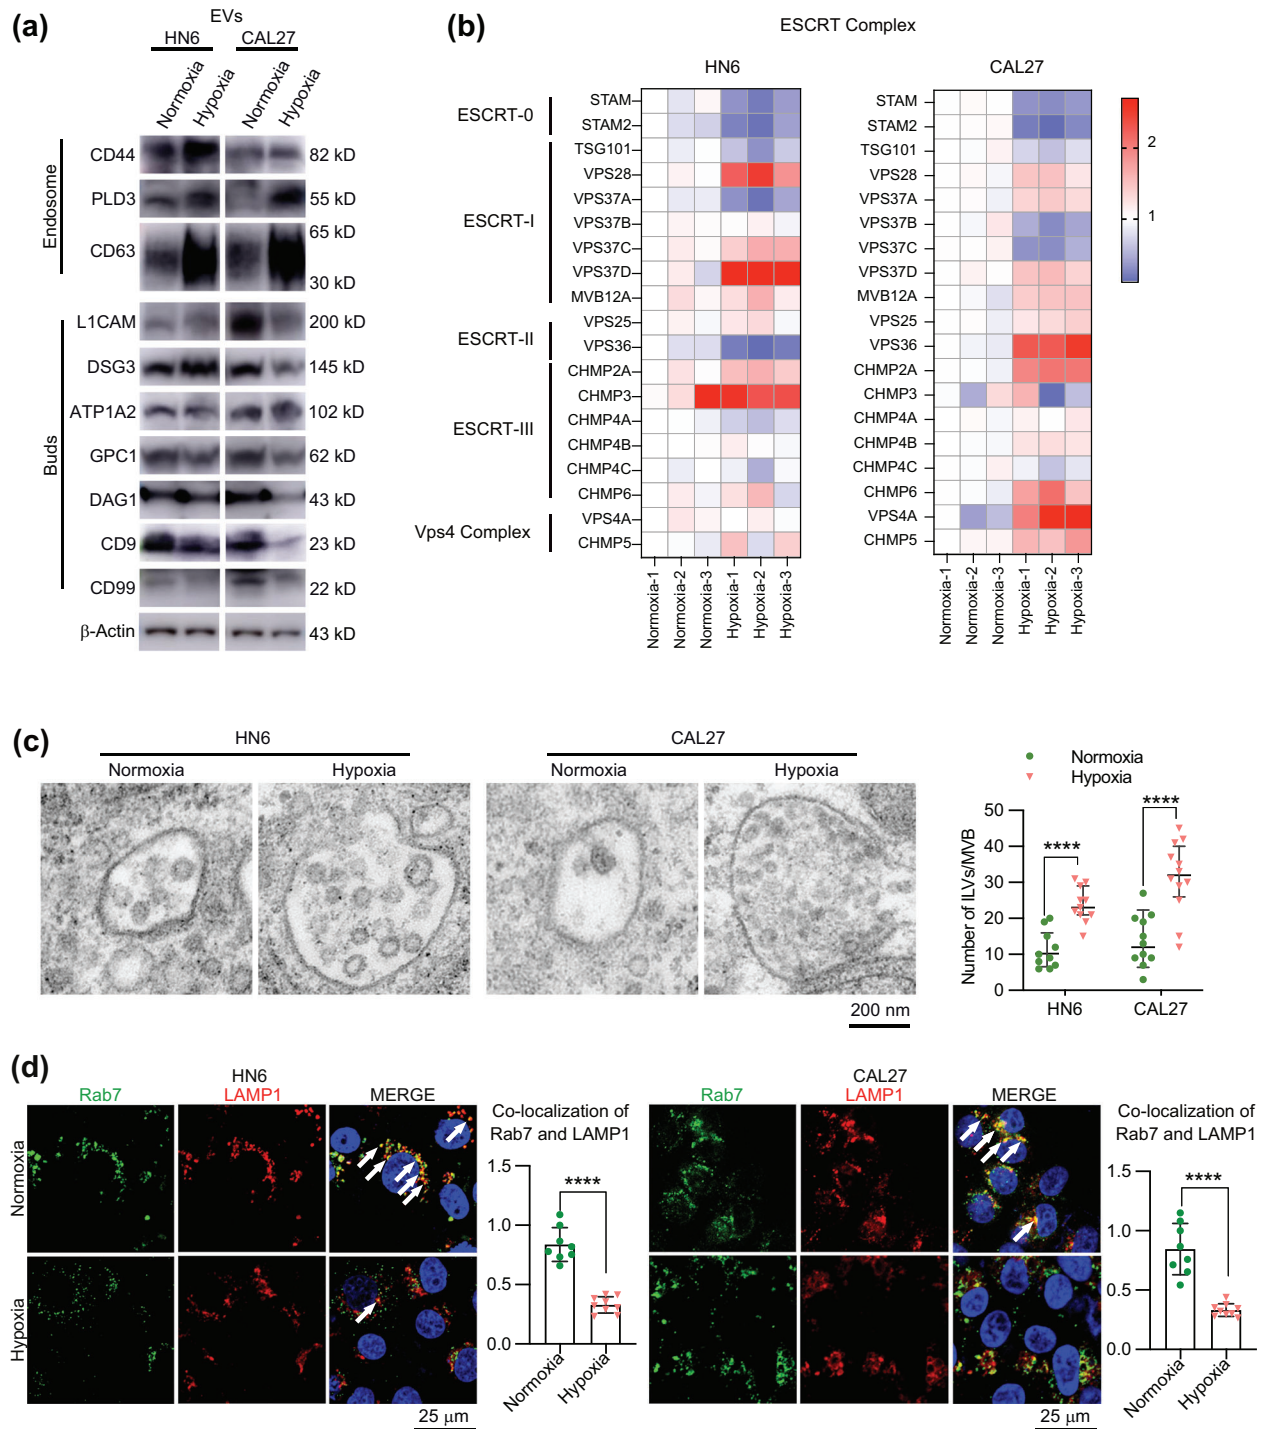 (a)
EVs
HN6 CAL27
Normoxia Hypoxia Normoxia Hypoxia
Endosome
CD44 82 kD
PLD3 55 kD
CD63 65 kD
30 kD
Buds
L1CAM 200 kD
DSG3 145 kD
ATP1A2 102 kD
GPC1 62 kD
DAG1 43 kD
CD9 23 kD
CD99 22 kD
β-Actin 43 kD
(b)
ESCRT Complex
HN6
ESCRT-0
ESCRT-I
ESCRT-II
ESCRT-III
Vps4 Complex
STAM
STAM2
TSG101
VPS28
VPS37A
VPS37B
VPS37C
VPS37D
MVB12A
VPS25
VPS36
CHMP2A
CHMP3
CHMP4A
CHMP4B
CHMP4C
CHMP6
VPS4A
CHMP5
Normoxia-1
Normoxia-2
Normoxia-3
Hypoxia-1
Hypoxia-2
Hypoxia-3
CAL27
STAM
STAM2
TSG101
VPS28
VPS37A
VPS37B
VPS37C
VPS37D
MVB12A
VPS25
VPS36
CHMP2A
CHMP3
CHMP4A
CHMP4B
CHMP4C
CHMP6
VPS4A
CHMP5
Normoxia-1
Normoxia-2
Normoxia-3
Hypoxia-1
Hypoxia-2
Hypoxia-3
2
1
(c)
HN6 CAL27
Normoxia Hypoxia Normoxia Hypoxia
200 nm
Normoxia
Hypoxia
Number of ILVs/MVB
50
40
30
20
10
0
**** ****
HN6 CAL27
(d)
HN6
Rab7 LAMP1 MERGE
Normoxia
Hypoxia
25 μm
Co-localization of
Rab7 and LAMP1
1.5
1.0
0.5
0.0
****
Normoxia
Hypoxia
CAL27
Rab7 LAMP1 MERGE
25 μm
Co-localization of
Rab7 and LAMP1
1.5
1.0
0.5
0.0
****
Normoxia
Hypoxia